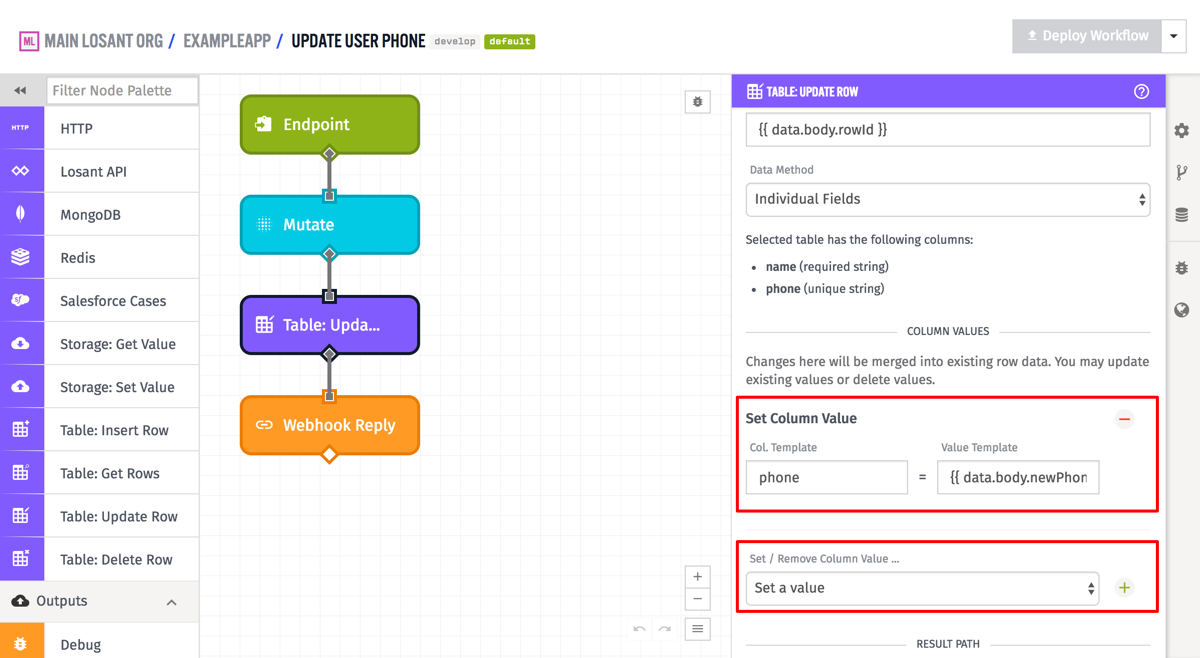 ML MAIN LOSANT ORG / EXAMPLEAPP / UPDATE USER PHONE develop default
Deploy Workflow
Filter Node Palette
HTTP HTTP
Losant API
MongoDB
Redis
sf Salesforce Cases
Storage: Get Value
Storage: Set Value
Table: Insert Row
Table: Get Rows
Table: Update Row
Table: Delete Row
Outputs
Debug
Endpoint
Mutate
Table: Upda...
Webhook Reply
TABLE: UPDATE ROW
{{ data.body.rowId }}
Data Method
Individual Fields
Selected table has the following columns:
• name (required string)
• phone (unique string)
COLUMN VALUES
Changes here will be merged into existing row data. You may update
existing values or delete values.
Set Column Value
Col. Template Value Template
phone = {{ data.body.newPhon
Set / Remove Column Value ...
Set a value
RESULT PATH